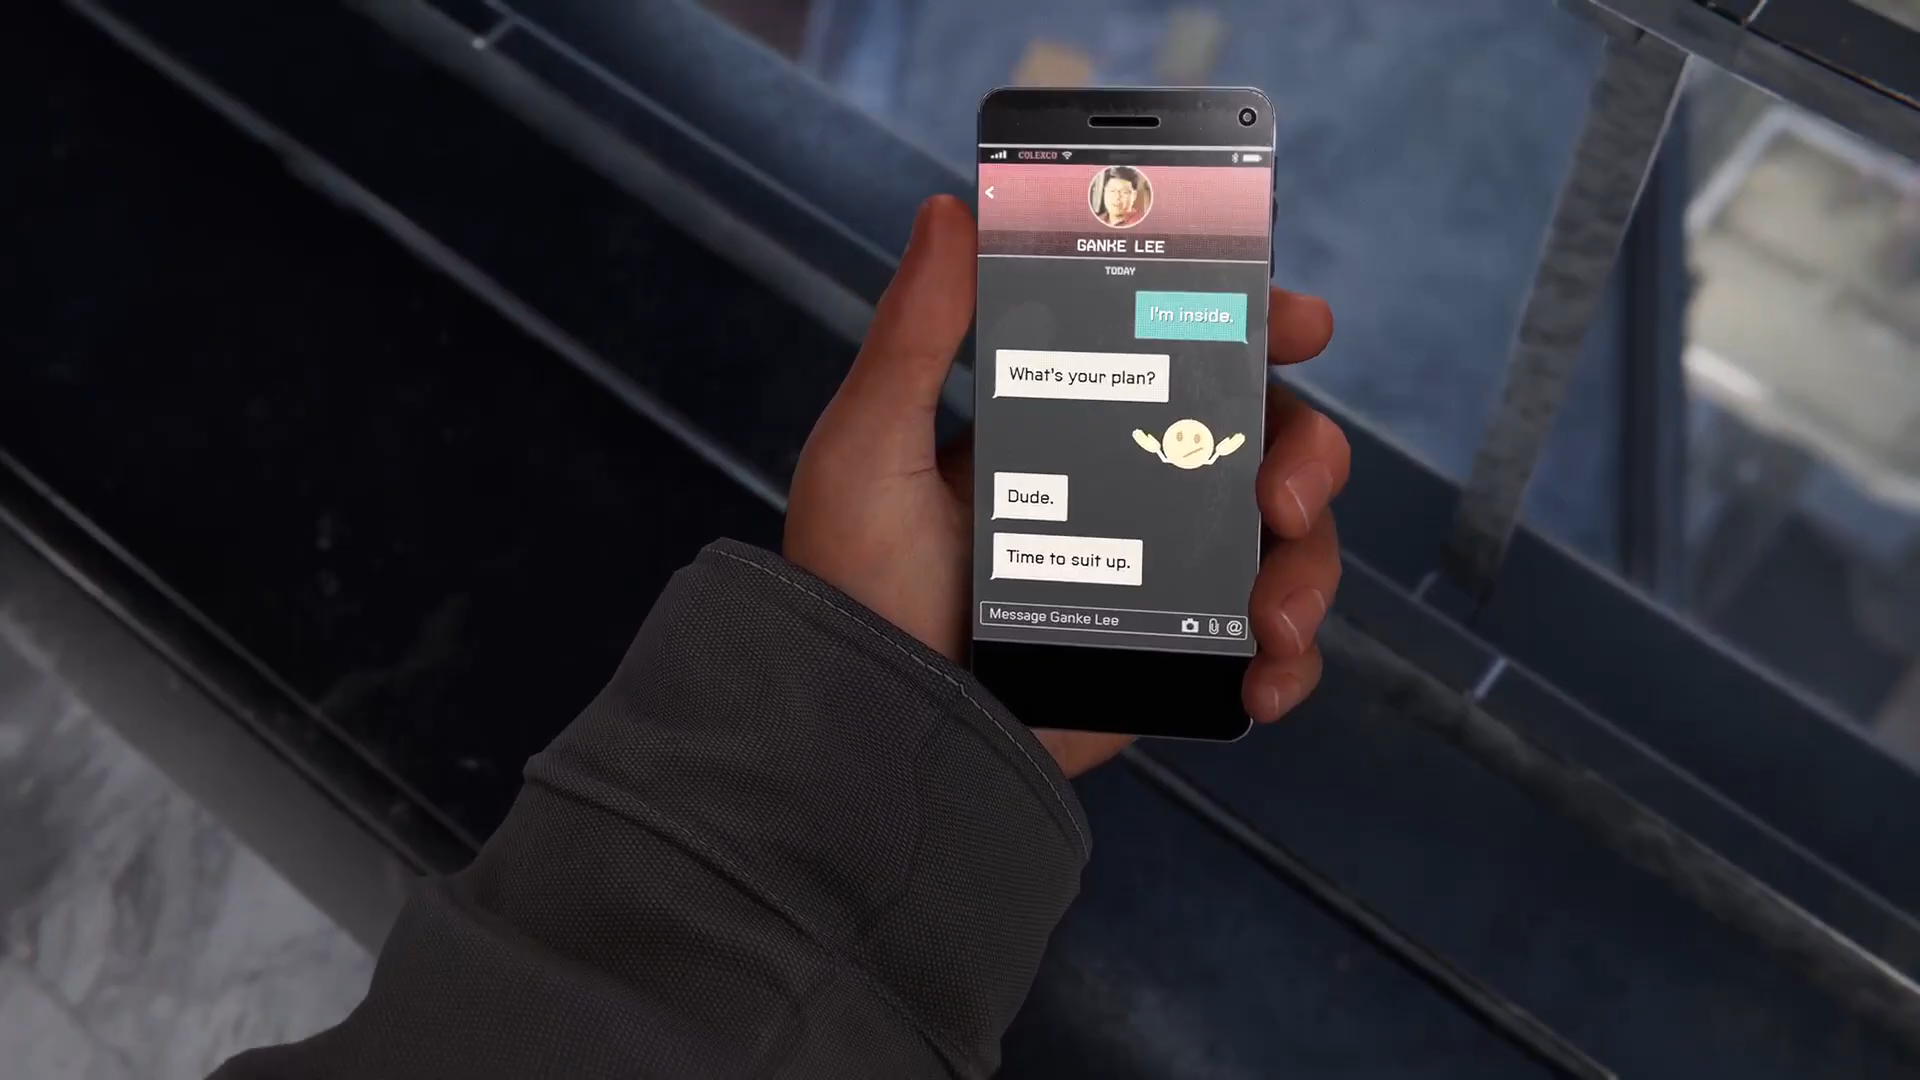 COLEXCO
GANKE LEE
TODAY
I'm inside.
What's your plan?
Dude.
Time to suit up.
Message Ganke Lee